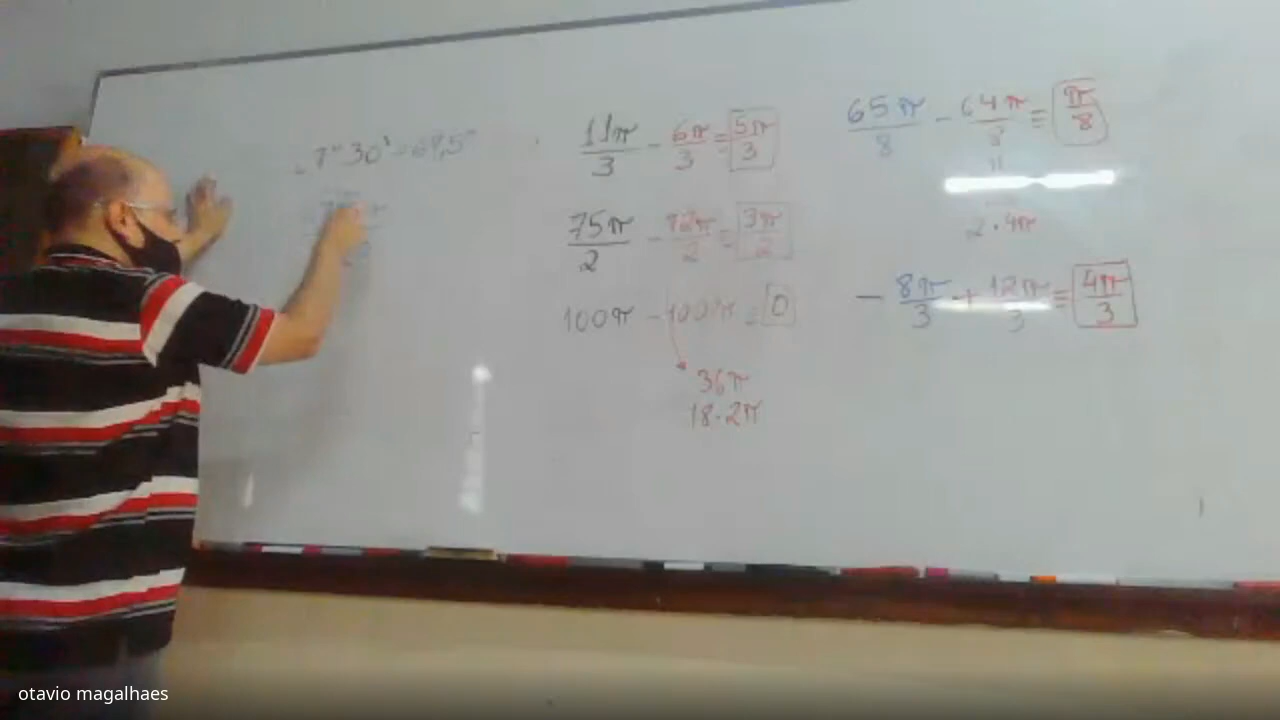 30' = 67,5°
11π/3 - 6π/3 ≡ 5π/3
75π/2 - 72π/2 ≡ 3π/2
100π - 100π ≡ 0
36π
18·2π
65π/8 - 64π/8 ≡ π/8
2·4π
- 8π/3 + 12π/3 ≡ 4π/3
otavio magalhaes